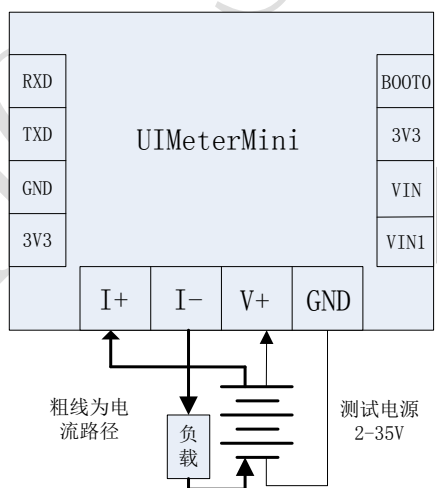 RXD
TXD
GND
3V3
UIMeterMini
BOOT0
3V3
VIN
VIN1
I+
I-
V+
GND
粗线为电
流路径
负
载
测试电源
2-35V